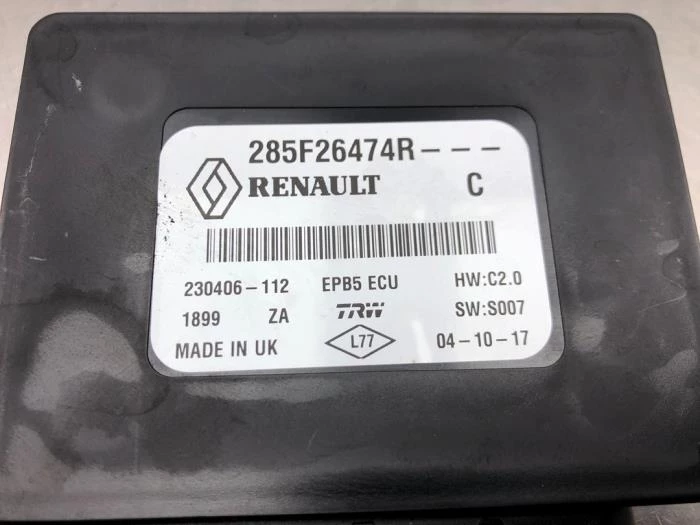 285F26474R---
RENAULT C
230406-112 EPB5 ECU HW:C2.0
1899 ZA TRW SW:S007
MADE IN UK L77 04-10-17